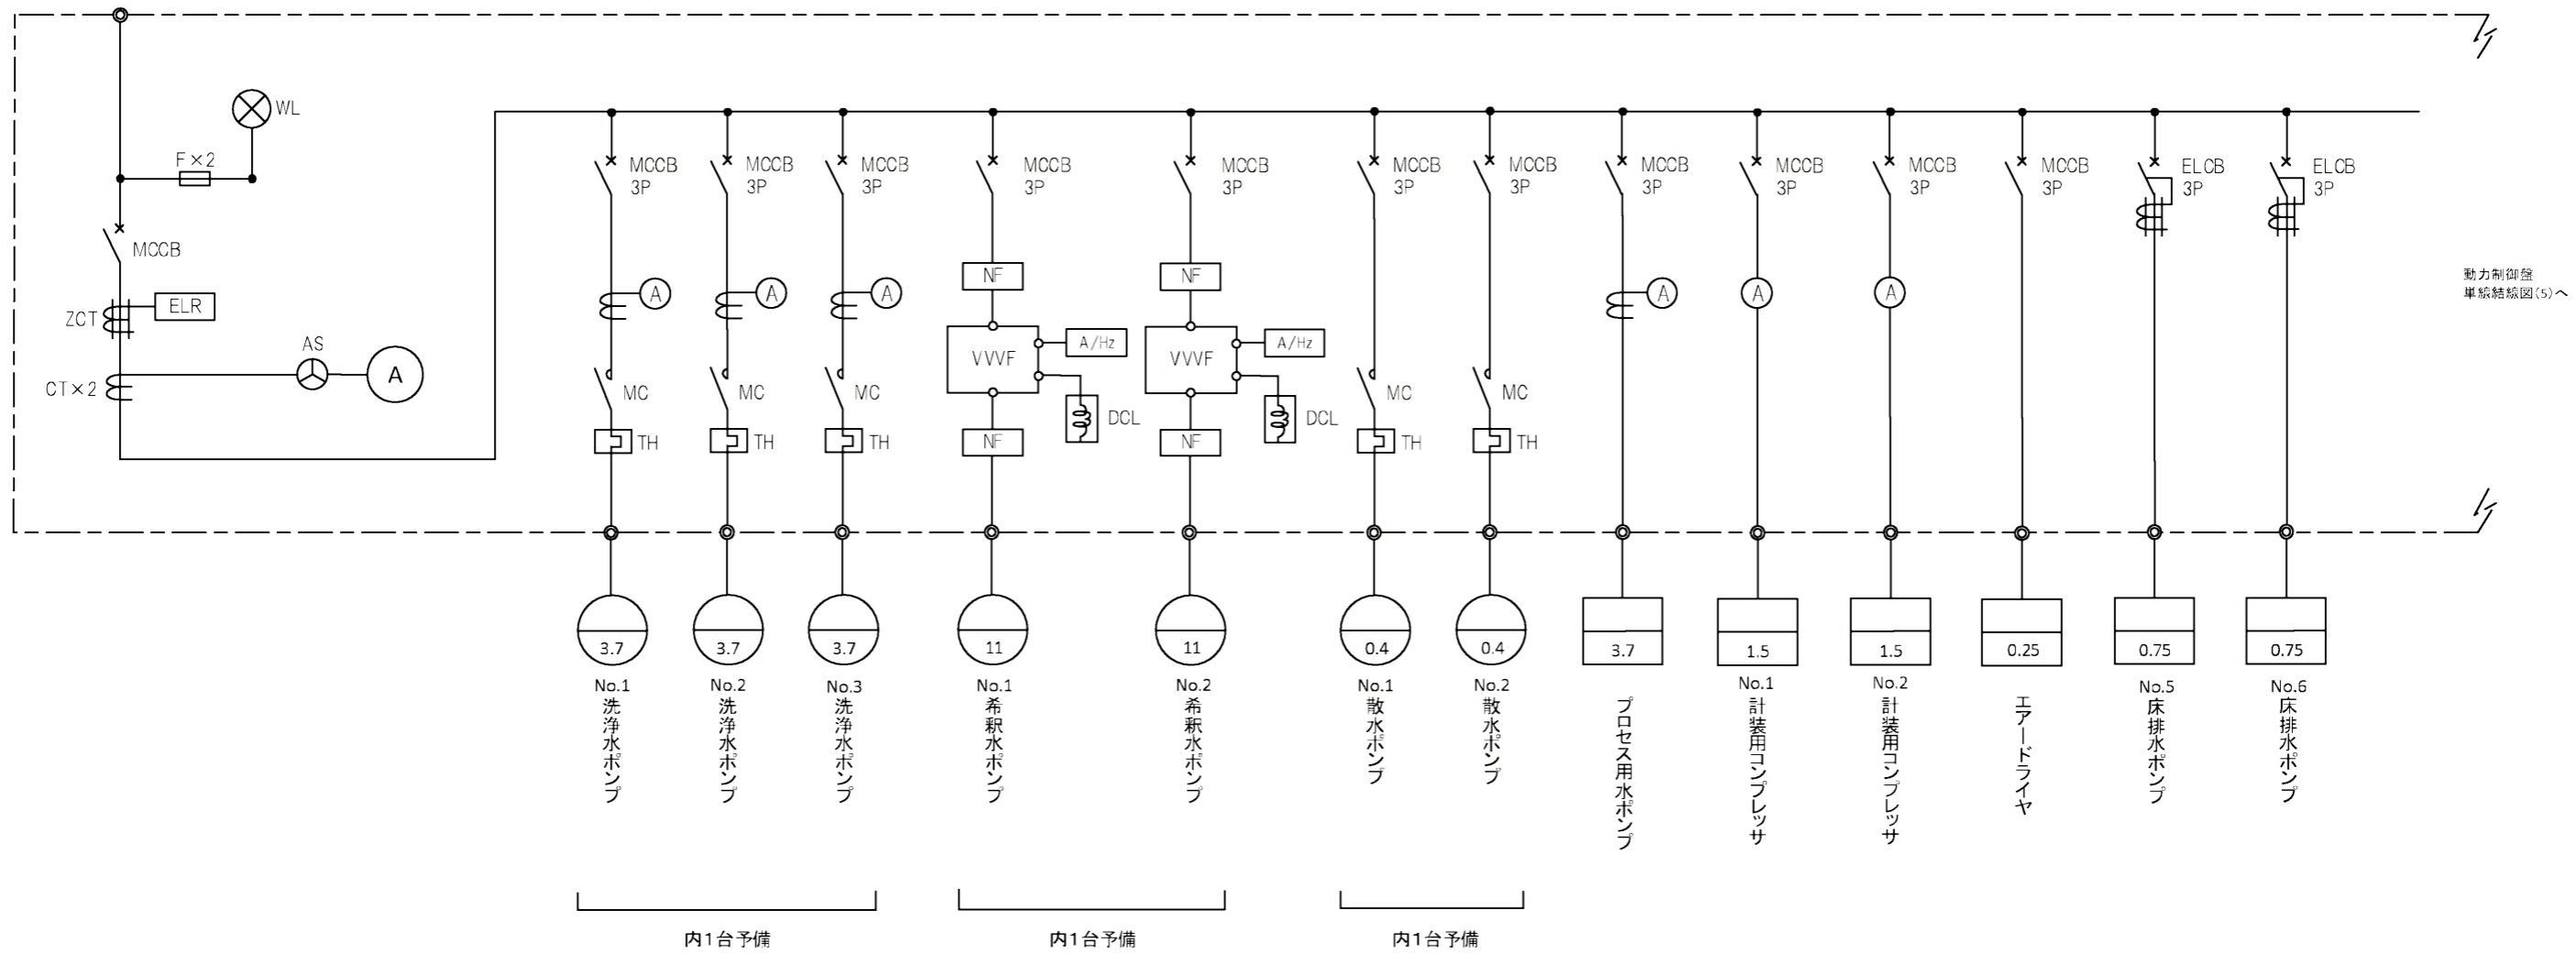 WL
F×2
MCCB
ZCT
ELR
AS
A
CT×2
MCCB
3P
MCCB
3P
MCCB
3P
MCCB
3P
MCCB
3P
MCCB
3P
MCCB
3P
MCCB
3P
MCCB
3P
MCCB
3P
MCCB
3P
ELCB
3P
ELCB
3P
A
A
A
NF
NF
A
A
A
VVVF
A/Hz
VVVF
A/Hz
MC
MC
MC
DCL
DCL
MC
MC
TH
TH
TH
NF
NF
TH
TH
動力制御盤
単線結線図(5)へ
3.7
3.7
3.7
11
11
0.4
0.4
3.7
1.5
1.5
0.25
0.75
0.75
No.1
洗浄水ポンプ
No.2
洗浄水ポンプ
No.3
洗浄水ポンプ
No.1
希釈水ポンプ
No.2
希釈水ポンプ
No.1
散水ポンプ
No.2
散水ポンプ
プロセス用水ポンプ
No.1
計装用コンプレッサ
No.2
計装用コンプレッサ
エアードライヤ
No.5
床排水ポンプ
No.6
床排水ポンプ
内1台予備
内1台予備
内1台予備